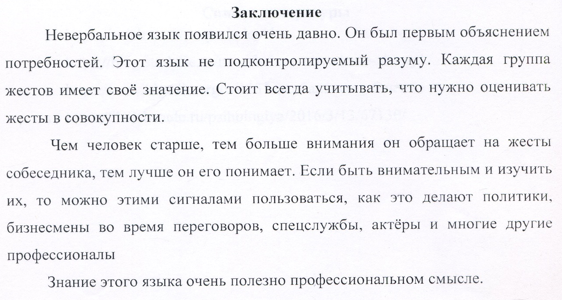 Заключение
Невербальное язык появился очень давно. Он был первым объяснением
потребностей. Этот язык не подконтролируемый разуму. Каждая группа
жестов имеет своё значение. Стоит всегда учитывать, что нужно оценивать
жесты в совокупности.
Чем человек старше, тем больше внимания он обращает на жесты
собеседника, тем лучше он его понимает. Если быть внимательным и изучить
их, то можно этими сигналами пользоваться, как это делают политики,
бизнесмены во время переговоров, спецслужбы, актёры и многие другие
профессионалы
Знание этого языка очень полезно профессиональном смысле.